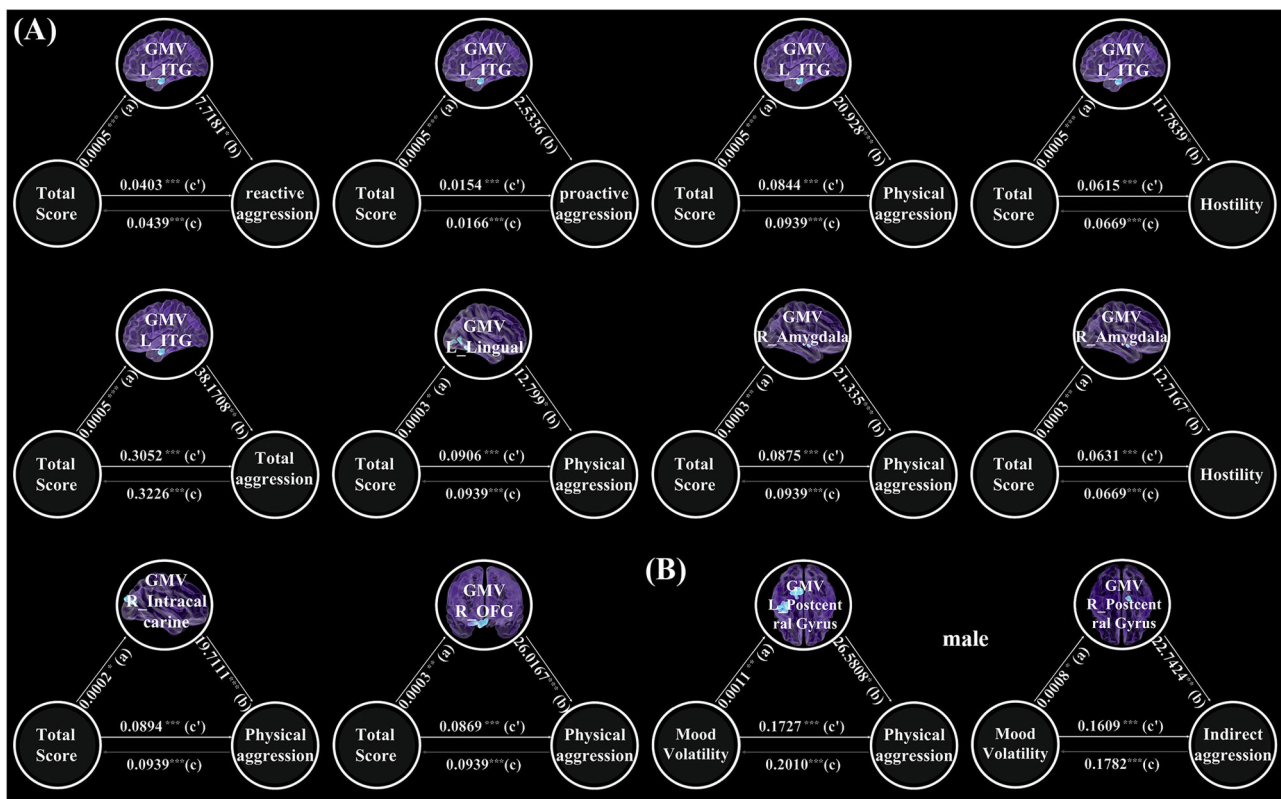 (A)
GMV
L_ITG
0.0005 *** (a)
7.7181* (b)
Total
Score
0.0403 *** (c')
0.0439***(c)
reactive
aggression
GMV
L_ITG
0.0005 *** (a)
2.5336 (b)
Total
Score
0.0154 *** (c')
0.0166 ***(c)
proactive
aggression
GMV
L_ITG
0.0005 *** (a)
20.928*** (b)
Total
Score
0.0844 *** (c')
0.0939***(c)
Physical
aggression
GMV
L_ITG
0.0005 *** (a)
11.7839* (b)
Total
Score
0.0615 *** (c')
0.0669***(c)
Hostility
GMV
L_ITG
0.0005 *** (a)
38.1708** (b)
Total
Score
0.3052 *** (c')
0.3226***(c)
Total
aggression
GMV
L_Lingual
0.0003 * (a)
12.799* (b)
Total
Score
0.0906 *** (c')
0.0939***(c)
Physical
aggression
GMV
R_Amygdala
0.0003 ** (a)
21.335*** (b)
Total
Score
0.0875 *** (c')
0.0939***(c)
Physical
aggression
GMV
R_Amygdala
0.0003 ** (a)
12.7167* (b)
Total
Score
0.0631 *** (c')
0.0669***(c)
Hostility
GMV
R_Intracal
carine
0.0002 * (a)
19.7111*** (b)
Total
Score
0.0894 *** (c')
0.0939***(c)
Physical
aggression
GMV
R_OFG
0.0003 ** (a)
26.0167*** (b)
Total
Score
0.0869 *** (c')
0.0939***(c)
Physical
aggression
(B)
male
GMV
L_Postcent
ral Gyrus
0.0011 ** (a)
26.5808* (b)
Mood
Volatility
0.1727 *** (c')
0.2010***(c)
Physical
aggression
GMV
R_Postcent
ral Gyrus
0.0008 * (a)
22.7424** (b)
Mood
Volatility
0.1609 *** (c')
0.1782***(c)
Indirect
aggression